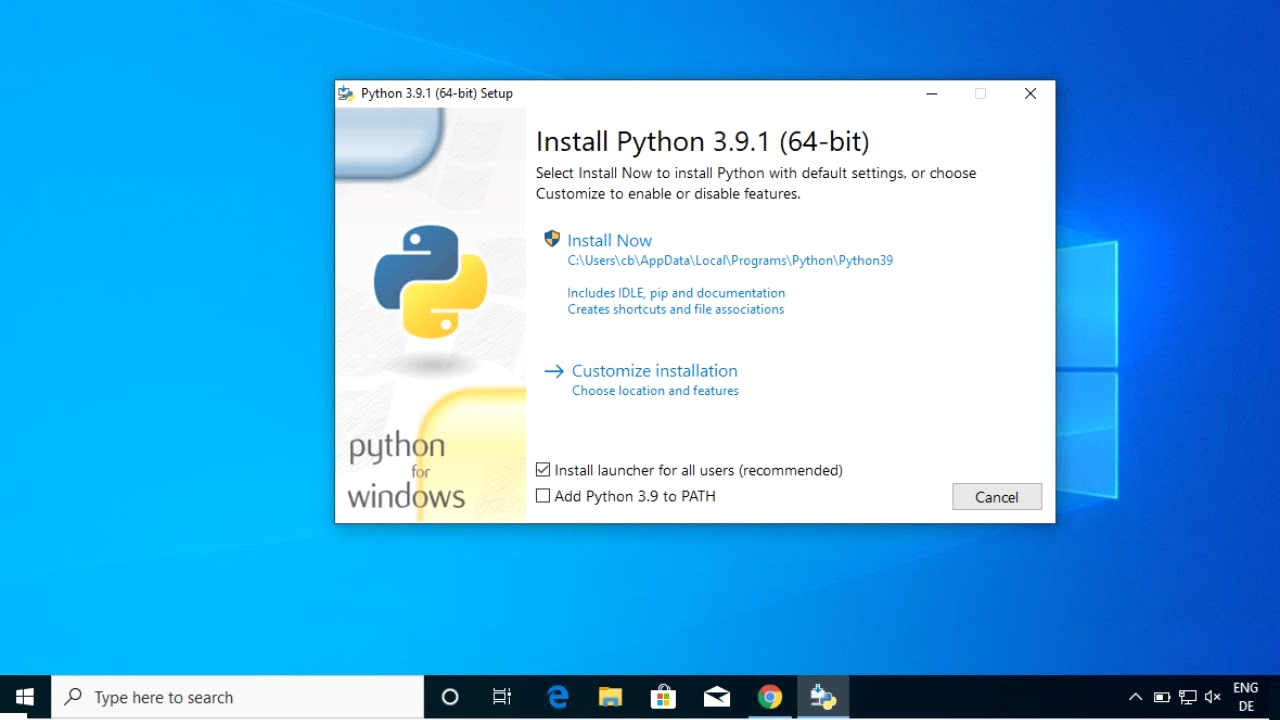 Python 3.9.1 (64-bit) Setup
Install Python 3.9.1 (64-bit)
Select Install Now to install Python with default settings, or choose
Customize to enable or disable features.
Install Now
C:\Users\cb\AppData\Local\Programs\Python\Python39
Includes IDLE, pip and documentation
Creates shortcuts and file associations
Customize installation
Choose location and features
python
for
windows
Install launcher for all users (recommended)
Add Python 3.9 to PATH
Cancel
Type here to search
ENG
DE